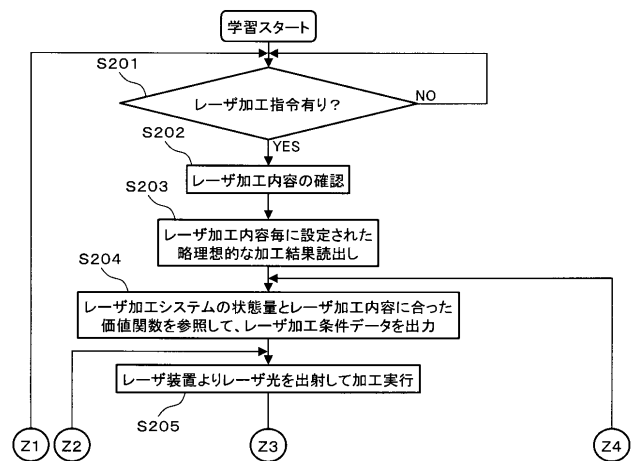 学習スタート
S201
レーザ加工指令有り?
NO
YES
S202
レーザ加工内容の確認
S203
レーザ加工内容毎に設定された
略理想的な加工結果読出し
S204
レーザ加工システムの状態量とレーザ加工内容に合った
価値関数を参照して、レーザ加工条件データを出力
レーザ装置よりレーザ光を出射して加工実行
S205
Z1
Z2
Z3
Z4